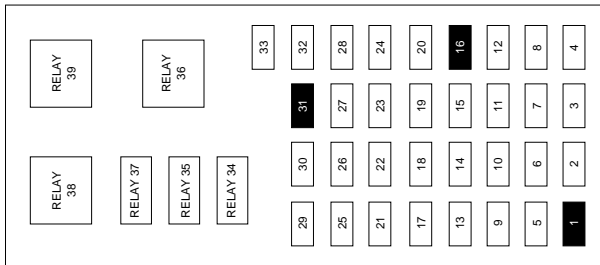 33 32 28 24 20 16 12 8 4
RELAY
39
RELAY
36
31 27 23 19 15 11 7 3
30 26 22 18 14 10 6 2
RELAY
38
RELAY 37
RELAY 35
RELAY 34
29 25 21 17 13 9 5 1